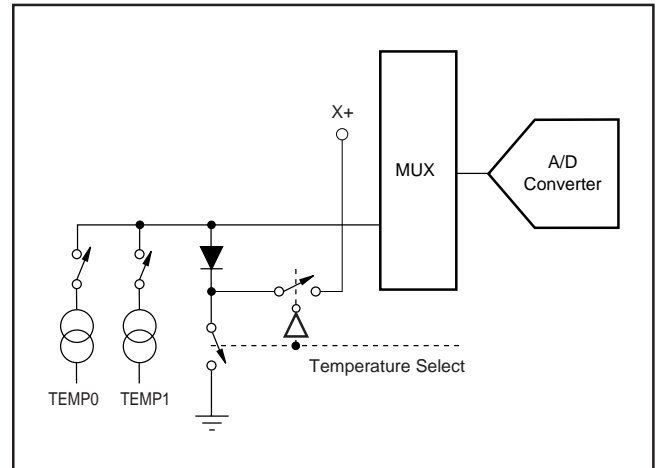 X+
MUX
A/D
Converter
Temperature Select
TEMP0 TEMP1